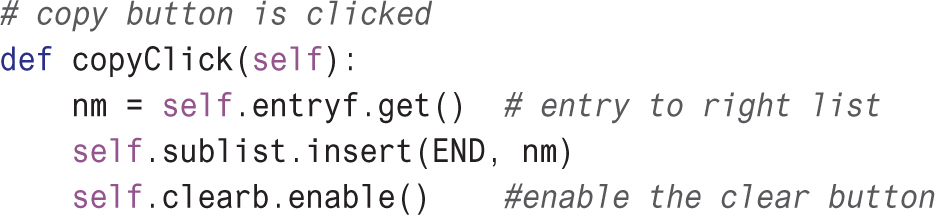 # copy button is clicked
def copyClick(self):
    nm = self.entryf.get()  # entry to right list
    self.sublist.insert(END, nm)
    self.clearb.enable()    #enable the clear button